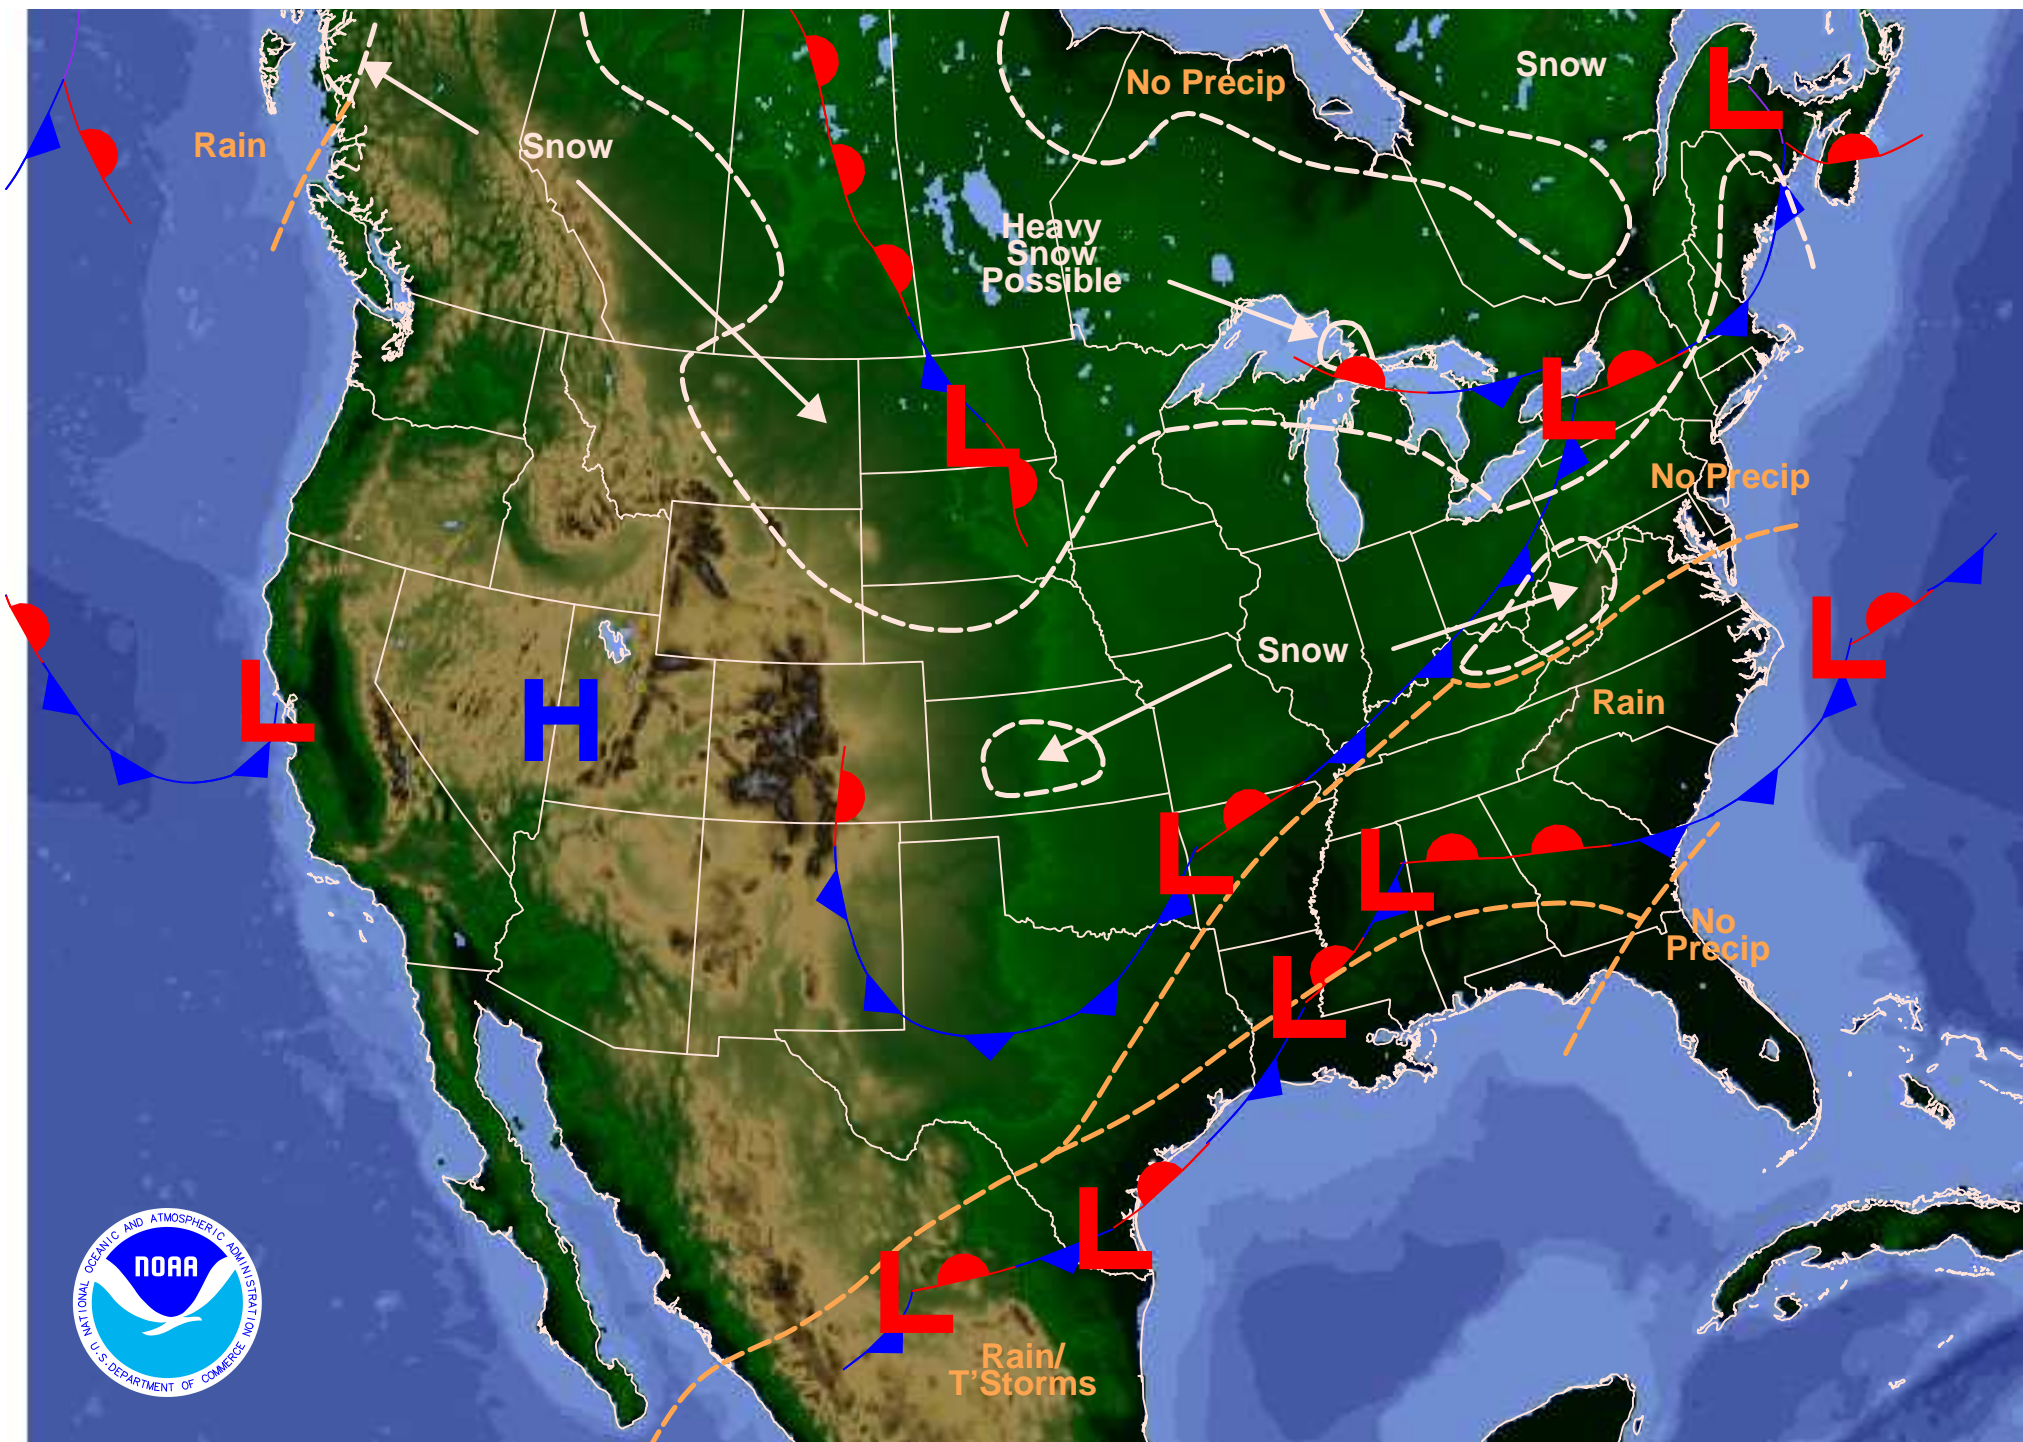 Snow
No Precip
Rain
Snow
L
Heavy
Snow
Possible
L
L
No Precip
Snow
L
L
H
Rain
L
L
No
Precip
L
L
L
Rain/
T'Storms
NATIONAL OCEANIC AND ATMOSPHERIC ADMINISTRATION
NOAA
U.S. DEPARTMENT OF COMMERCE